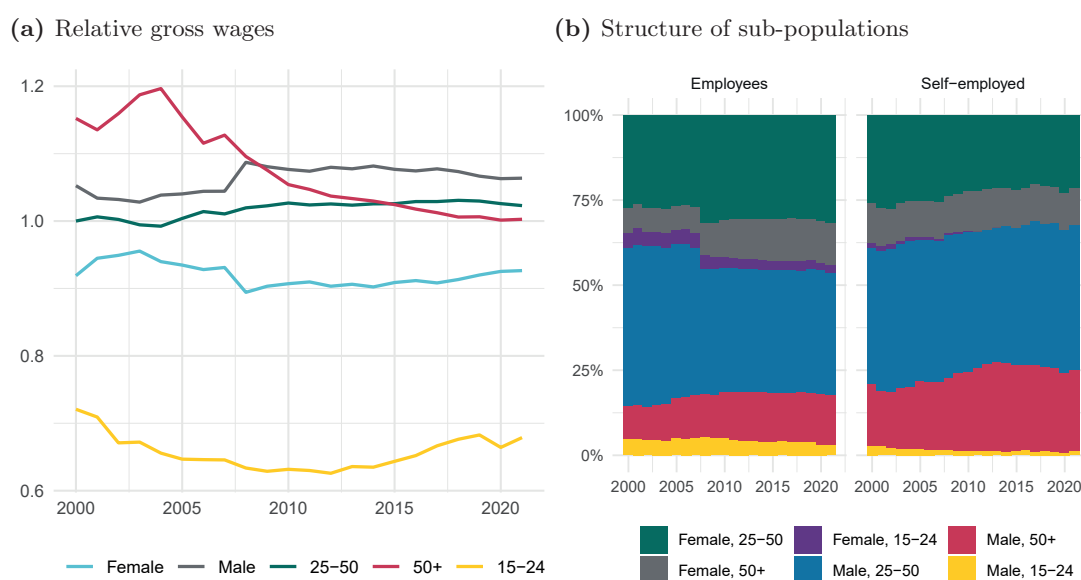 (a) Relative gross wages
1.2
1.0
0.8
0.6
2000 2005 2010 2015 2020
Female Male 25−50 50+ 15−24
(b) Structure of sub-populations
Employees Self−employed
100%
75%
50%
25%
0%
2000 2005 2010 2015 2020 2000 2005 2010 2015 2020
Female, 25−50 Female, 15−24 Male, 50+
Female, 50+ Male, 25−50 Male, 15−24